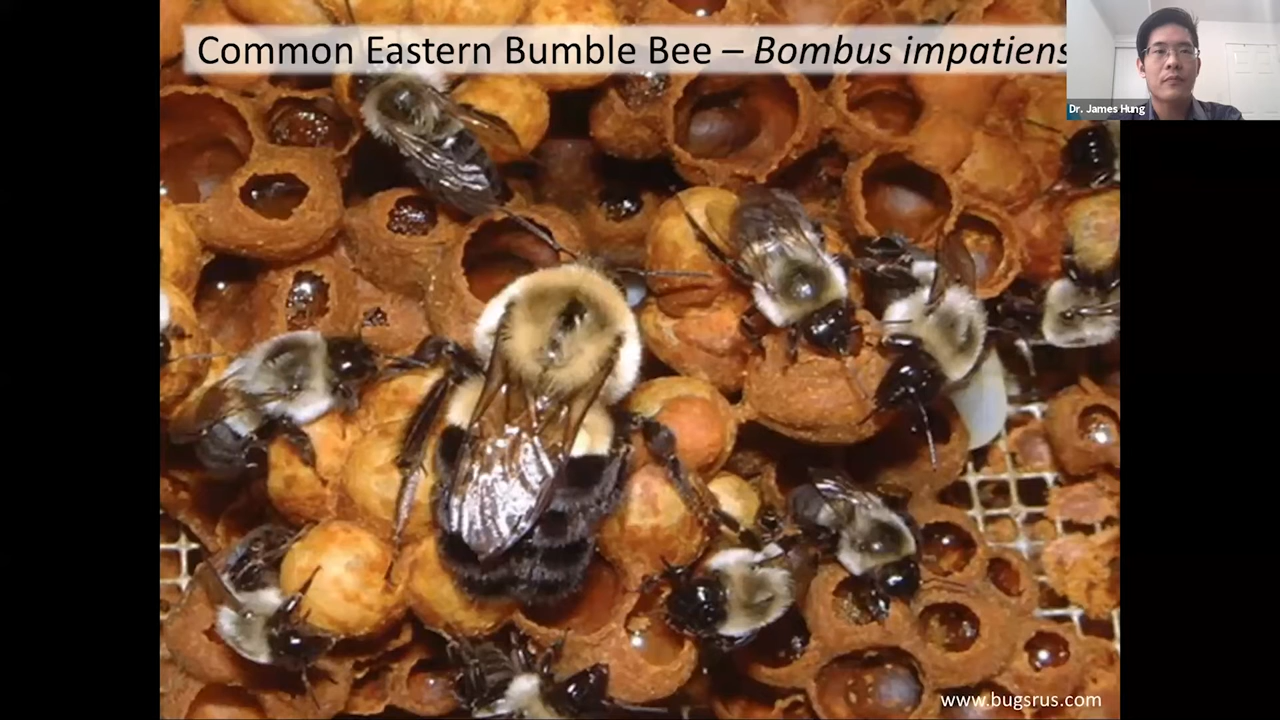 Common Eastern Bumble Bee – Bombus impatiens
Dr. James Hung
www.bugsrus.com